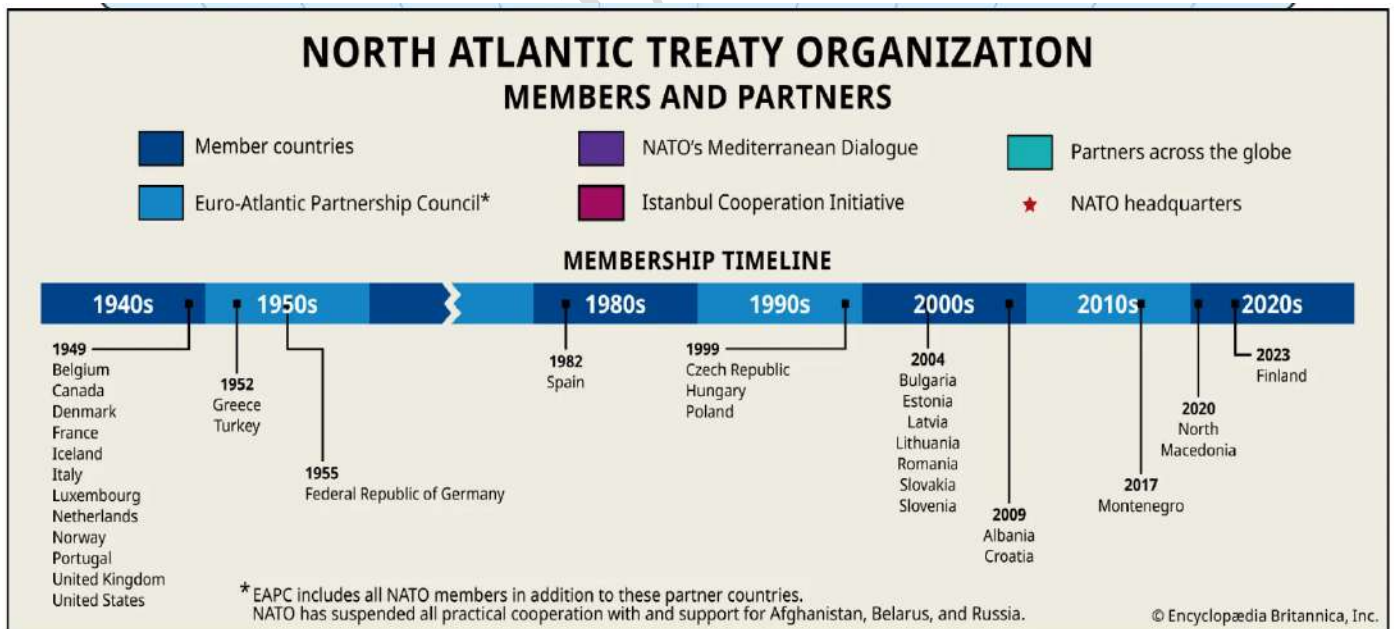 NORTH ATLANTIC TREATY ORGANIZATION
MEMBERS AND PARTNERS
Member countries
NATO's Mediterranean Dialogue
Partners across the globe
Euro-Atlantic Partnership Council*
Istanbul Cooperation Initiative
NATO headquarters
MEMBERSHIP TIMELINE
1940s
1950s
1980s
1990s
2000s
2010s
2020s
1949
Belgium
Canada
Denmark
France
Iceland
Italy
Luxembourg
Netherlands
Norway
Portugal
United Kingdom
United States
1952
Greece
Turkey
1955
Federal Republic of Germany
1982
Spain
1999
Czech Republic
Hungary
Poland
2004
Bulgaria
Estonia
Latvia
Lithuania
Romania
Slovakia
Slovenia
2009
Albania
Croatia
2017
Montenegro
2020
North
Macedonia
2023
Finland
*EAPC includes all NATO members in addition to these partner countries.
NATO has suspended all practical cooperation with and support for Afghanistan, Belarus, and Russia.
© Encyclopædia Britannica, Inc.